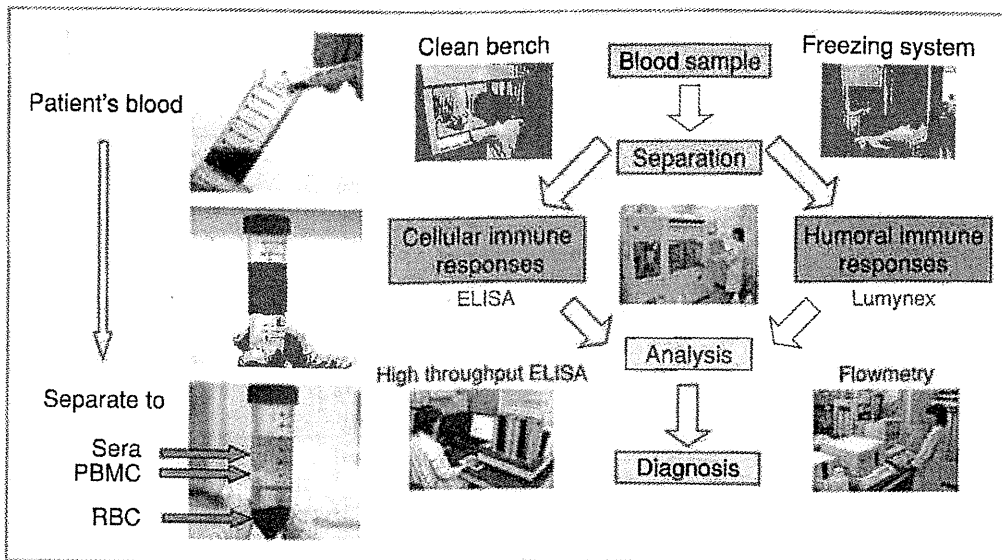 Patient's blood
Separate to
Sera
PBMC
RBC
Clean bench
Blood sample
Freezing system
Separation
Cellular immune
responses
ELISA
Humoral immune
responses
Lumynex
Analysis
High throughput ELISA
Flowmetry
Diagnosis